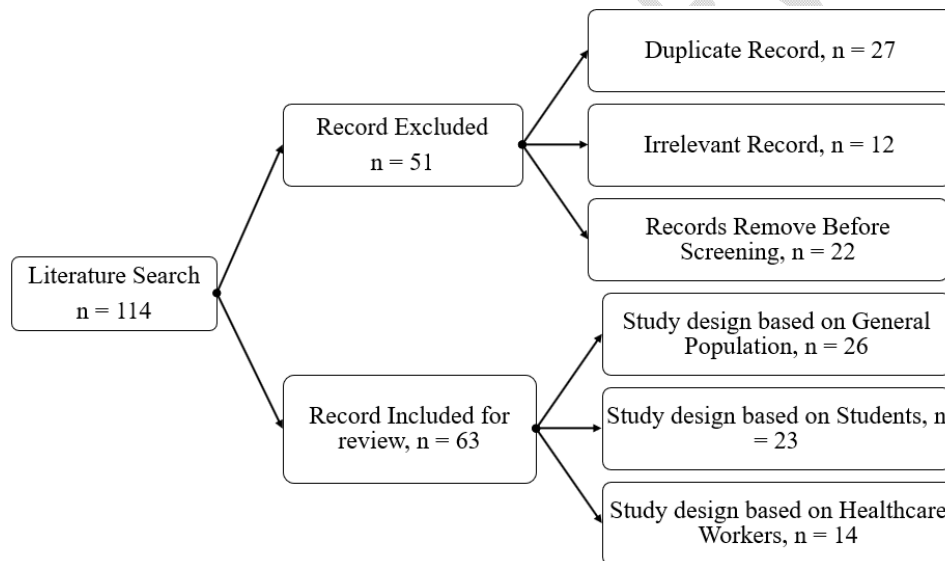 Literature Search
n = 114
Record Excluded
n = 51
Duplicate Record, n = 27
Irrelevant Record, n = 12
Records Remove Before
Screening, n = 22
Record Included for
review, n = 63
Study design based on General
Population, n = 26
Study design based on Students, n
= 23
Study design based on Healthcare
Workers, n = 14